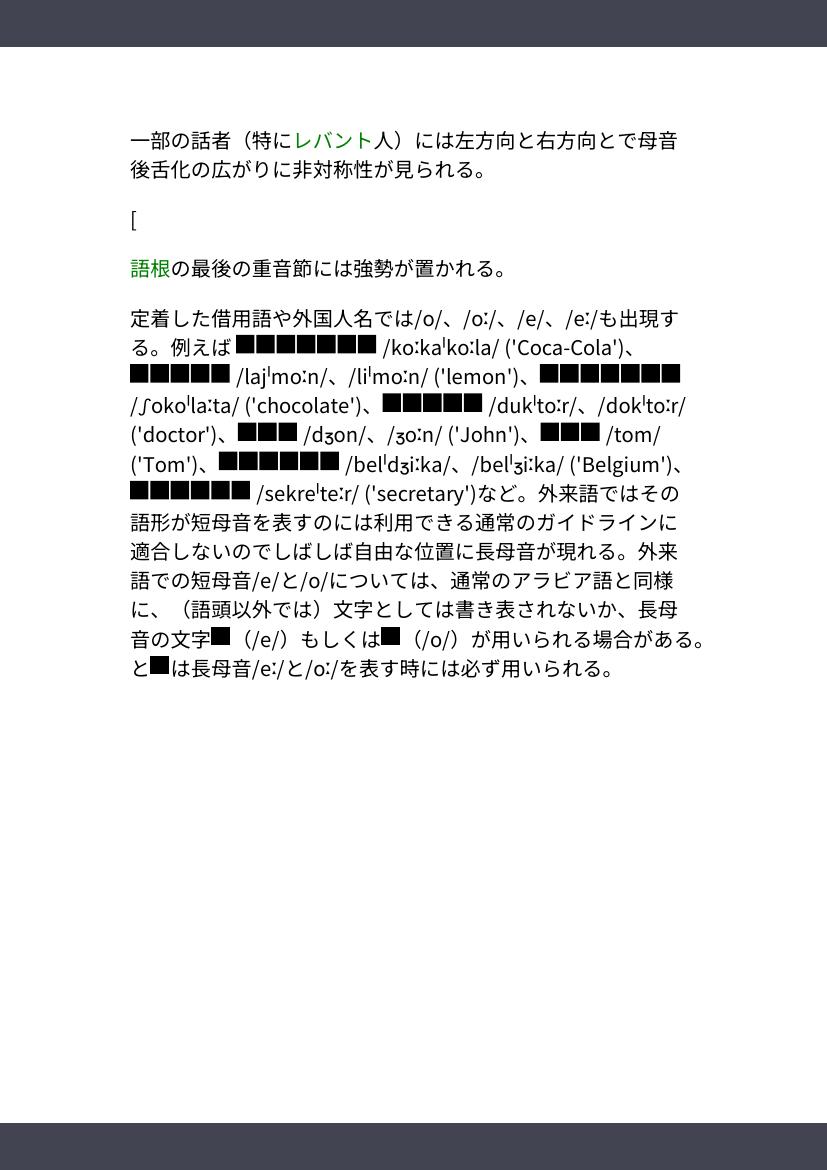 一部の話者（特にレバント人）には左方向と右方向とで母音
後舌化の広がりに非対称性が見られる。
[
語根の最後の重音節には強勢が置かれる。
定着した借用語や外国人名では/o/、/oː/、/e/、/eː/も出現す
る。例えば ■■■■■■■ /koːkaˈkoːla/ ('Coca-Cola')、
■■■■■ /lajˈmoːn/、/liˈmoːn/ ('lemon')、■■■■■■■
/ʃokoˈlaːta/ ('chocolate')、■■■■■ /dukˈtoːr/、/dokˈtoːr/
('doctor')、■■■ /dʒon/、/ʒoːn/ ('John')、■■■ /tom/
('Tom')、■■■■■■ /belˈdʒiːka/、/belˈʒiːka/ ('Belgium')、
■■■■■■ /sekreˈteːr/ ('secretary')など。外来語ではその
語形が短母音を表すのには利用できる通常のガイドラインに
適合しないのでしばしば自由な位置に長母音が現れる。外来
語での短母音/e/と/o/については、通常のアラビア語と同様
に、（語頭以外では）文字としては書き表されないか、長母
音の文字■（/e/）もしくは■（/o/）が用いられる場合がある。
と■は長母音/eː/と/oː/を表す時には必ず用いられる。